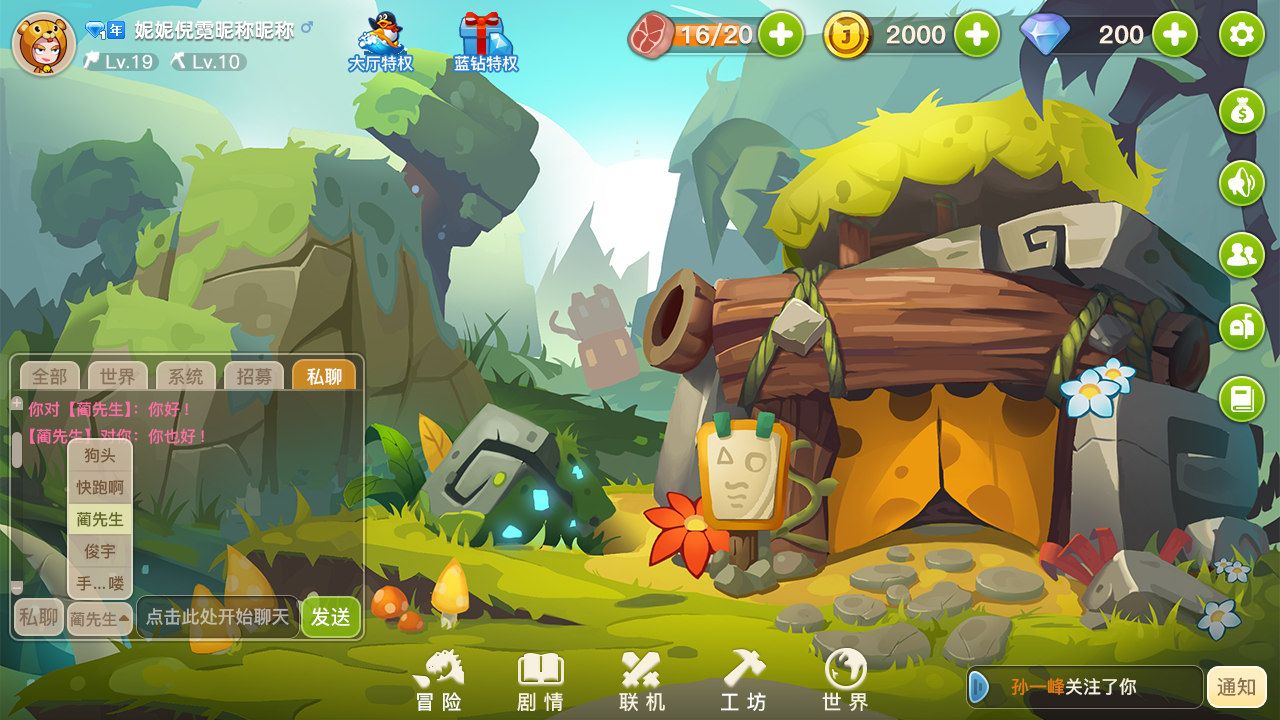 年 妮妮倪霓昵称昵称
Lv.19 Lv.10
大厅特权 蓝钻特权
16/20 2000 200
全部 世界 系统 招募 私聊
你对【蔺先生】：你好！
【蔺先生】对你：你也好！
狗头
快跑啊
蔺先生
俊宇
手...喽
私聊 蔺先生 点击此处开始聊天 发送
冒险 剧情 联机 工坊 世界
孙一峰关注了你 通知